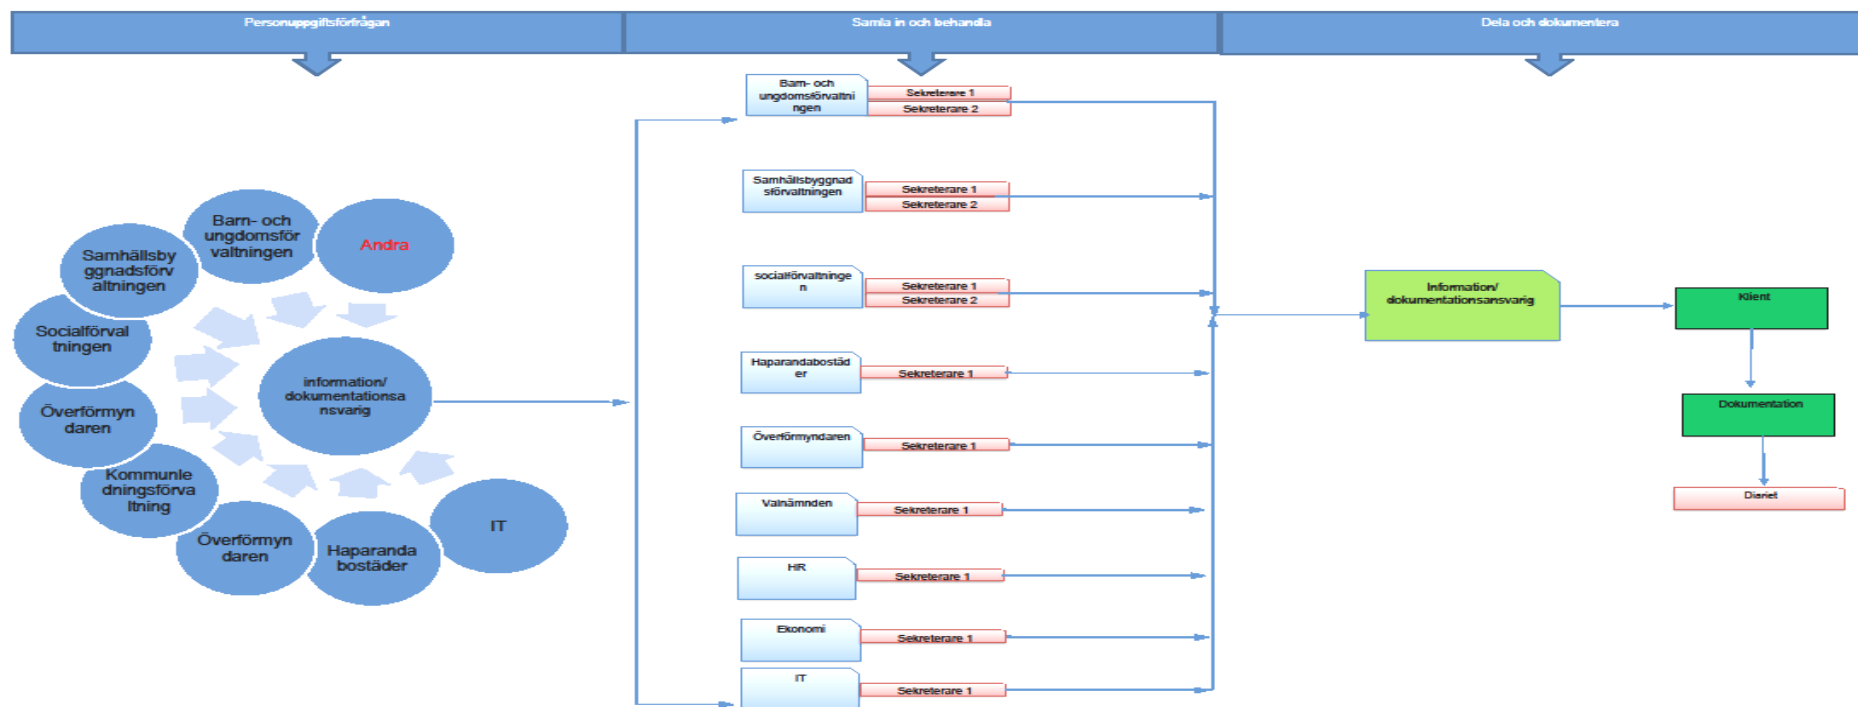 Personuppgiftsförfrågan
Samla in och behandla
Dela och dokumentera
Barn- och
ungdomsför
valtningen
Andra
Samhällsby
ggnadsförv
altningen
Socialförval
tningen
Överförmyn
daren
Kommunle
dningsförva
ltning
Överförmyn
daren
Haparanda
bostäder
IT
information/
dokumentationsa
nsvarig
Barn- och
ungdomsförvaltni
ngen
Sekreterare 1
Sekreterare 2
Samhällsbyggnad
sförvaltningen
Sekreterare 1
Sekreterare 2
socialförvaltninge
n
Sekreterare 1
Sekreterare 2
Haparandabostäd
er
Sekreterare 1
Överförmyndaren
Sekreterare 1
Valnämnden
Sekreterare 1
HR
Sekreterare 1
Ekonomi
Sekreterare 1
IT
Sekreterare 1
Information/
dokumentationsansvarig
Klient
Dokumentation
Diariet